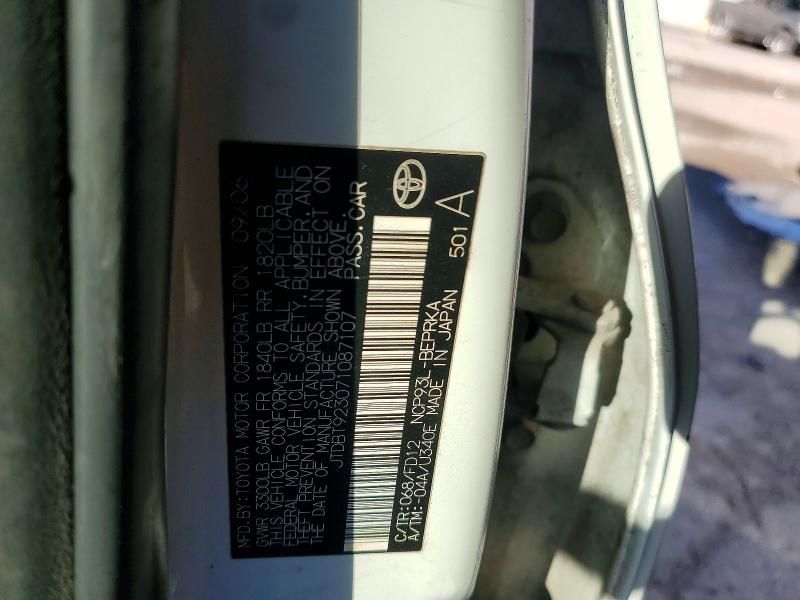 MFD.BY:TOYOTA MOTOR CORPORATION 09/06
GVWR 3300LB GAWR FR 1840LB RR 1820LB
THIS VEHICLE CONFORMS TO ALL APPLICABLE
FEDERAL MOTOR VEHICLE SAFETY, BUMPER, AND
THEFT PREVENTION STANDARDS IN EFFECT ON
THE DATE OF MANUFACTURE SHOWN ABOVE.
JTDBT923071087107 PASS.CAR
C/TR:068/FD12 NCP93L-BEPRKA
A/TM:-04A/U340E MADE IN JAPAN 501 A